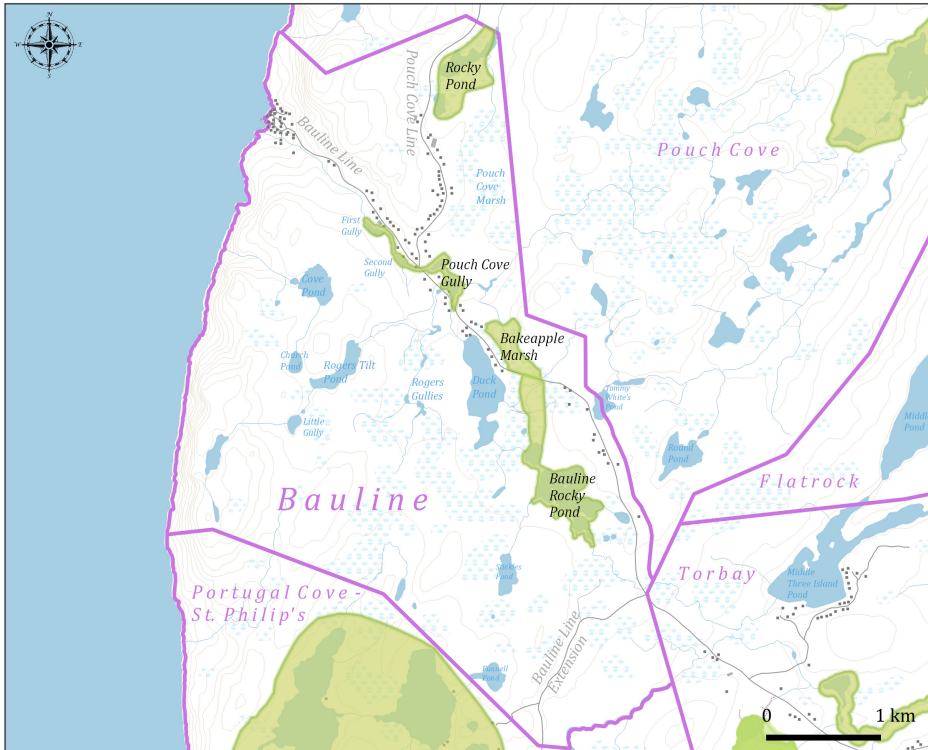 N
W
E
S
Rocky
Pond
Pouch Cove Line
Bauline Line
Pouch Cove
Pouch
Cove
Marsh
First
Gully
Second
Gully
Pouch Cove
Gully
Cove
Pond
Bakeapple
Marsh
Church
Pond
Rogers Tilt
Pond
Rogers
Gullies
Duck
Pond
Tommy
White's
Pond
Little
Gully
Middle
Pond
Round
Pond
Bauline
Bauline
Rocky
Pond
Flatrock
Stickles
Pond
Torbay
Middle
Three Island
Pond
Portugal Cove -
St. Philip's
Bauline Line
Extension
Pond
0 1 km